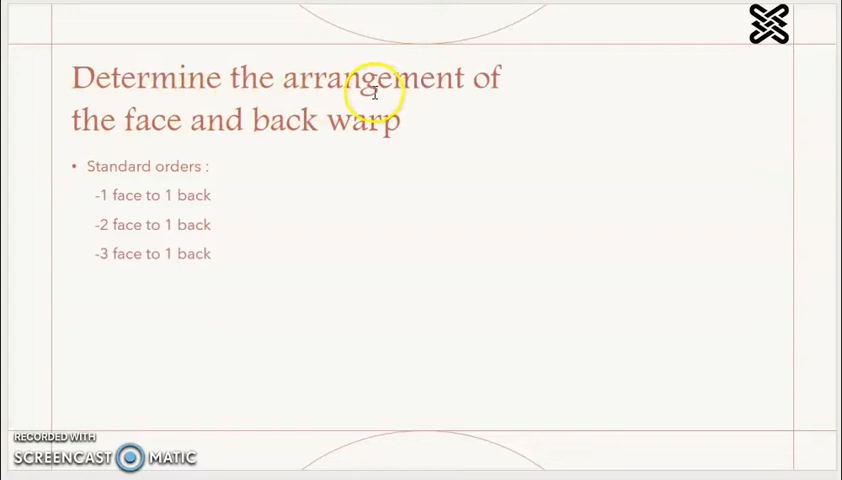 Determine the arrangement of
the face and back warp
• Standard orders :
-1 face to 1 back
-2 face to 1 back
-3 face to 1 back
RECORDED WITH
SCREENCAST MATIC